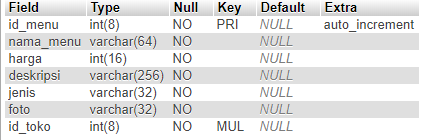 Field Type Null Key Default Extra
id_menu int(8) NO PRI NULL auto_increment
nama_menu varchar(64) NO NULL
harga int(16) NO NULL
deskripsi varchar(256) NO NULL
jenis varchar(32) NO NULL
foto varchar(32) NO NULL
id_toko int(8) NO MUL NULL